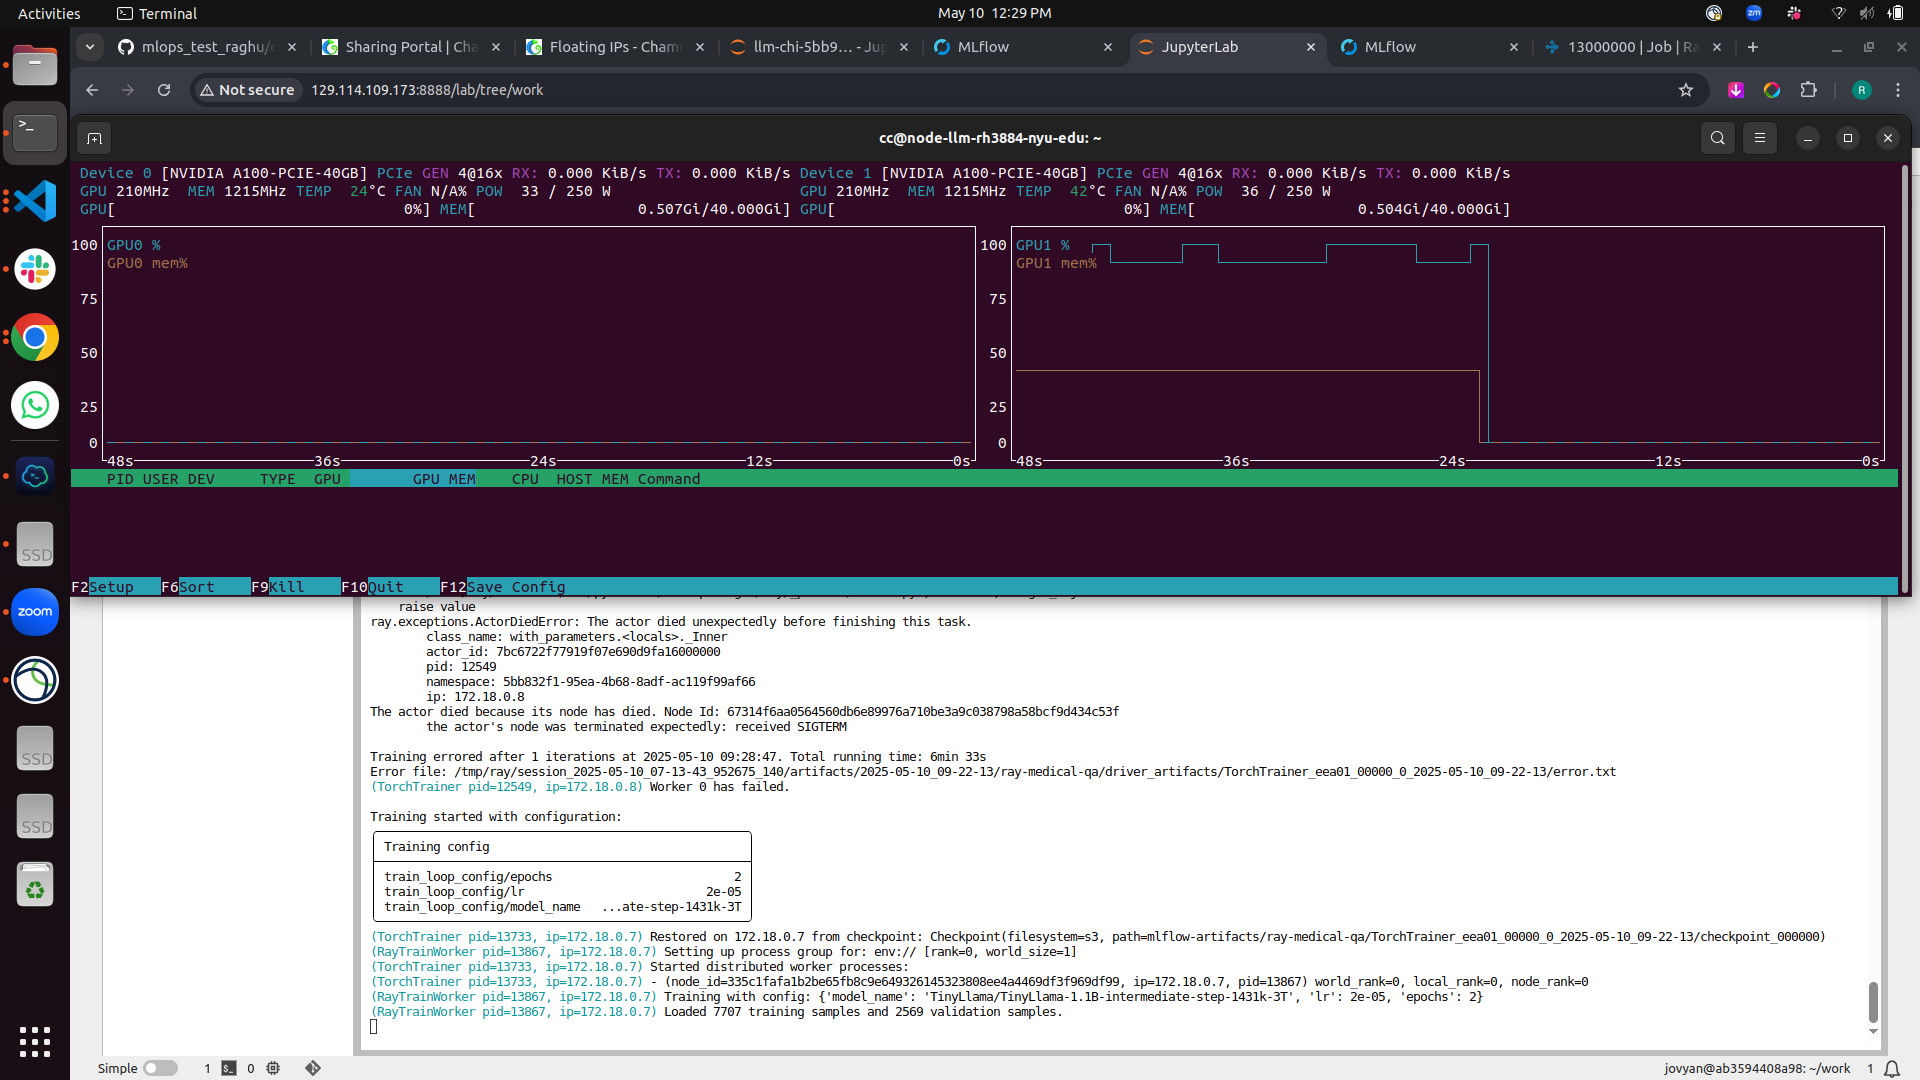 Activities
Terminal
May 10 12:29 PM
zm
mlops_test_raghu/
Sharing Portal | Cha
Floating IPs - Cham
llm-chi-5bb9… - Jup
MLflow
JupyterLab
MLflow
13000000 | Job | Ra
Not secure
129.114.109.173:8888/lab/tree/work
R
cc@node-llm-rh3884-nyu-edu: ~
Device 0 [NVIDIA A100-PCIE-40GB] PCIe GEN 4@16x RX: 0.000 KiB/s TX: 0.000 KiB/s Device 1 [NVIDIA A100-PCIE-40GB] PCIe GEN 4@16x RX: 0.000 KiB/s TX: 0.000 KiB/s
GPU 210MHz MEM 1215MHz TEMP 24°C FAN N/A% POW 33 / 250 W GPU 210MHz MEM 1215MHz TEMP 42°C FAN N/A% POW 36 / 250 W
GPU[ 0%] MEM[ 0.507Gi/40.000Gi] GPU[ 0%] MEM[ 0.504Gi/40.000Gi]
100 GPU0 %
GPU0 mem%
75
50
25
0
48s 36s 24s 12s 0s
100 GPU1 %
GPU1 mem%
75
50
25
0
48s 36s 24s 12s 0s
PID USER DEV TYPE GPU GPU MEM CPU HOST MEM Command
F2Setup F6Sort F9Kill F10Quit F12Save Config
raise value
ray.exceptions.ActorDiedError: The actor died unexpectedly before finishing this task.
class_name: with_parameters.<locals>._Inner
actor_id: 7bc6722f77919f07e690d9fa16000000
pid: 12549
namespace: 5bb832f1-95ea-4b68-8adf-ac119f99af66
ip: 172.18.0.8
The actor died because its node has died. Node Id: 67314f6aa0564560db6e89976a710be3a9c038798a58bcf9d434c53f
the actor's node was terminated expectedly: received SIGTERM
Training errored after 1 iterations at 2025-05-10 09:28:47. Total running time: 6min 33s
Error file: /tmp/ray/session_2025-05-10_07-13-43_952675_140/artifacts/2025-05-10_09-22-13/ray-medical-qa/driver_artifacts/TorchTrainer_eea01_00000_0_2025-05-10_09-22-13/error.txt
(TorchTrainer pid=12549, ip=172.18.0.8) Worker 0 has failed.
Training started with configuration:
Training config
train_loop_config/epochs 2
train_loop_config/lr 2e-05
train_loop_config/model_name ...ate-step-1431k-3T
(TorchTrainer pid=13733, ip=172.18.0.7) Restored on 172.18.0.7 from checkpoint: Checkpoint(filesystem=s3, path=mlflow-artifacts/ray-medical-qa/TorchTrainer_eea01_00000_0_2025-05-10_09-22-13/checkpoint_000000)
(RayTrainWorker pid=13867, ip=172.18.0.7) Setting up process group for: env:// [rank=0, world_size=1]
(TorchTrainer pid=13733, ip=172.18.0.7) Started distributed worker processes:
(TorchTrainer pid=13733, ip=172.18.0.7) - (node_id=335c1fafa1b2be65fb8c9e649326145323808ee4a4469df3f969df99, ip=172.18.0.7, pid=13867) world_rank=0, local_rank=0, node_rank=0
(RayTrainWorker pid=13867, ip=172.18.0.7) Training with config: {'model_name': 'TinyLlama/TinyLlama-1.1B-intermediate-step-1431k-3T', 'lr': 2e-05, 'epochs': 2}
(RayTrainWorker pid=13867, ip=172.18.0.7) Loaded 7707 training samples and 2569 validation samples.
SSD
zoom
SSD
SSD
Simple 1 0
jovyan@ab3594408a98: ~/work 1